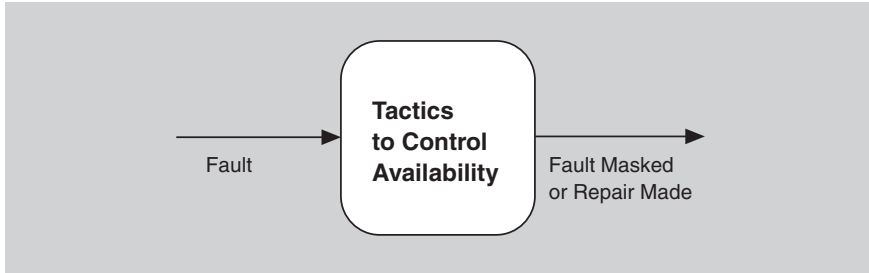 Fault
Tactics
to Control
Availability
Fault Masked
or Repair Made